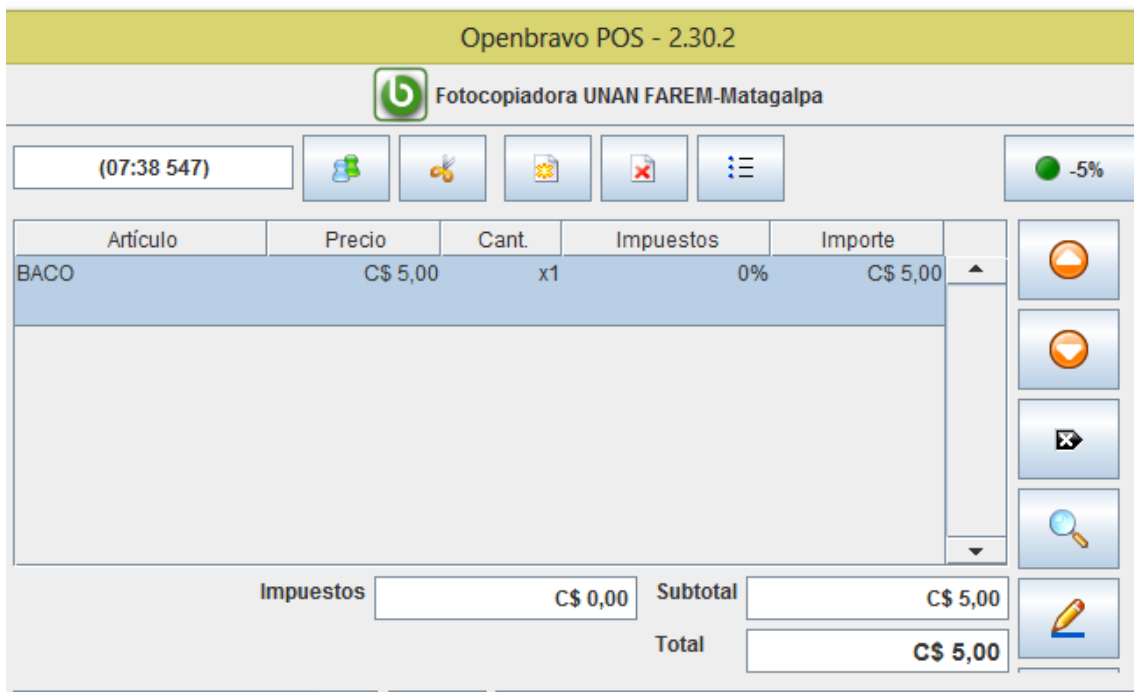 Openbravo POS - 2.30.2
Fotocopiadora UNAN FAREM-Matagalpa
(07:38 547) -5%
Artículo Precio Cant. Impuestos Importe
BACO C$ 5,00 x1 0% C$ 5,00
Impuestos C$ 0,00 Subtotal C$ 5,00
Total C$ 5,00